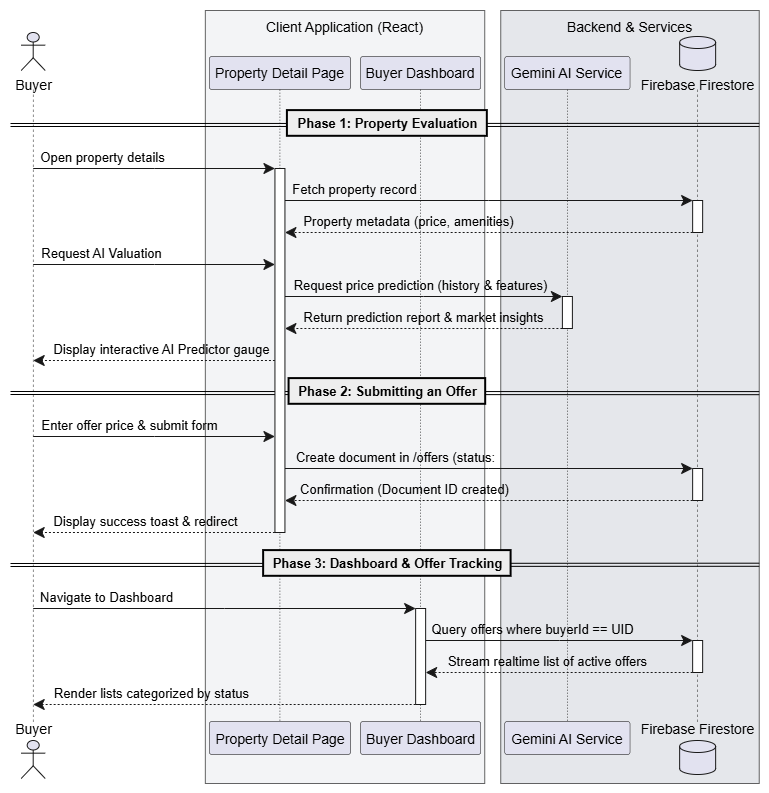 Client Application (React)
Backend & Services
Buyer
Property Detail Page
Buyer Dashboard
Gemini AI Service
Firebase Firestore
Phase 1: Property Evaluation
Open property details
Fetch property record
Property metadata (price, amenities)
Request AI Valuation
Request price prediction (history & features)
Return prediction report & market insights
Display interactive AI Predictor gauge
Phase 2: Submitting an Offer
Enter offer price & submit form
Create document in /offers (status:
Confirmation (Document ID created)
Display success toast & redirect
Phase 3: Dashboard & Offer Tracking
Navigate to Dashboard
Query offers where buyerId == UID
Stream realtime list of active offers
Render lists categorized by status
Buyer
Property Detail Page
Buyer Dashboard
Gemini AI Service
Firebase Firestore